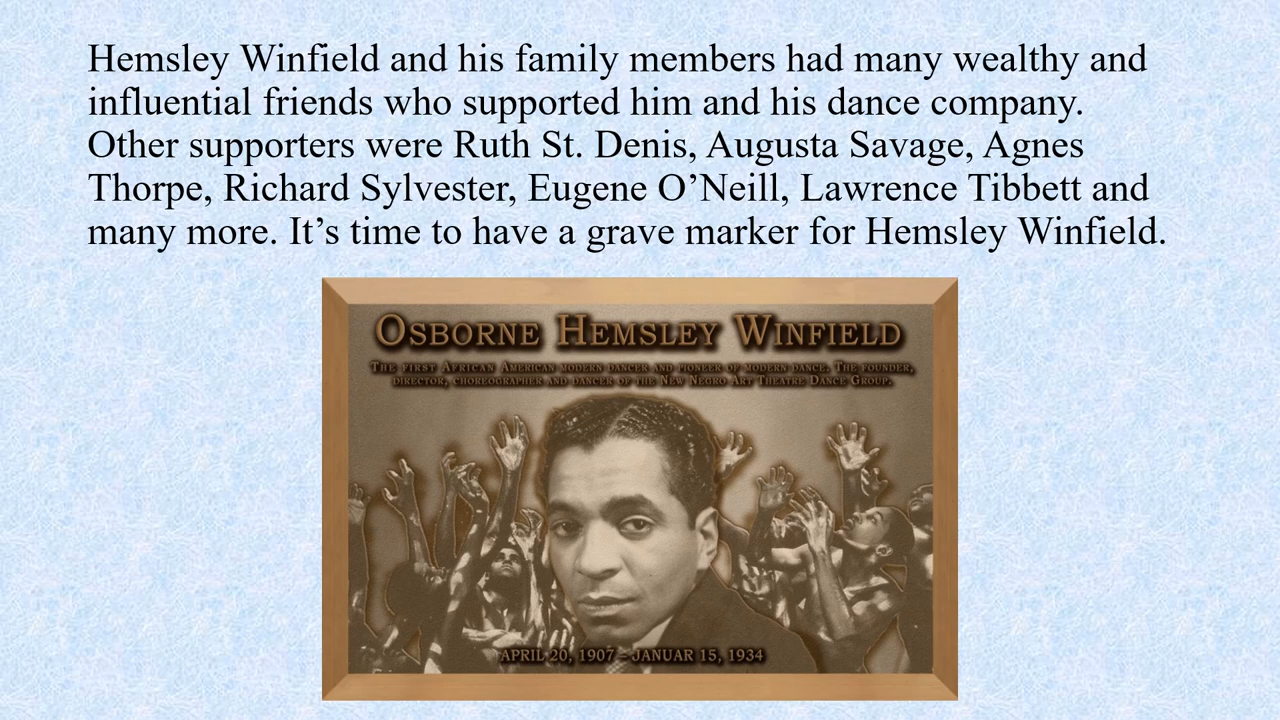 Hemsley Winfield and his family members had many wealthy and
influential friends who supported him and his dance company.
Other supporters were Ruth St. Denis, Augusta Savage, Agnes
Thorpe, Richard Sylvester, Eugene O’Neill, Lawrence Tibbett and
many more. It’s time to have a grave marker for Hemsley Winfield.
Osborne Hemsley Winfield
The first African American modern dancer and pioneer of modern dance. The founder,
director, choreographer and dancer of the New Negro Art Theatre Dance Group.
APRIL 20, 1907 – JANUAR 15, 1934